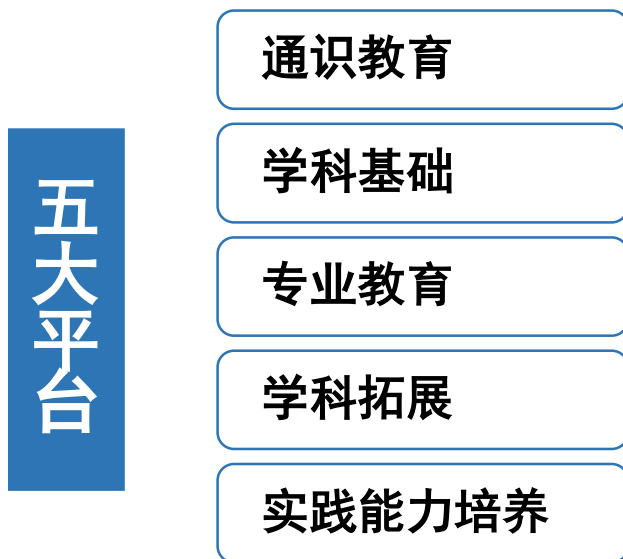 五大平台
通识教育
学科基础
专业教育
学科拓展
实践能力培养